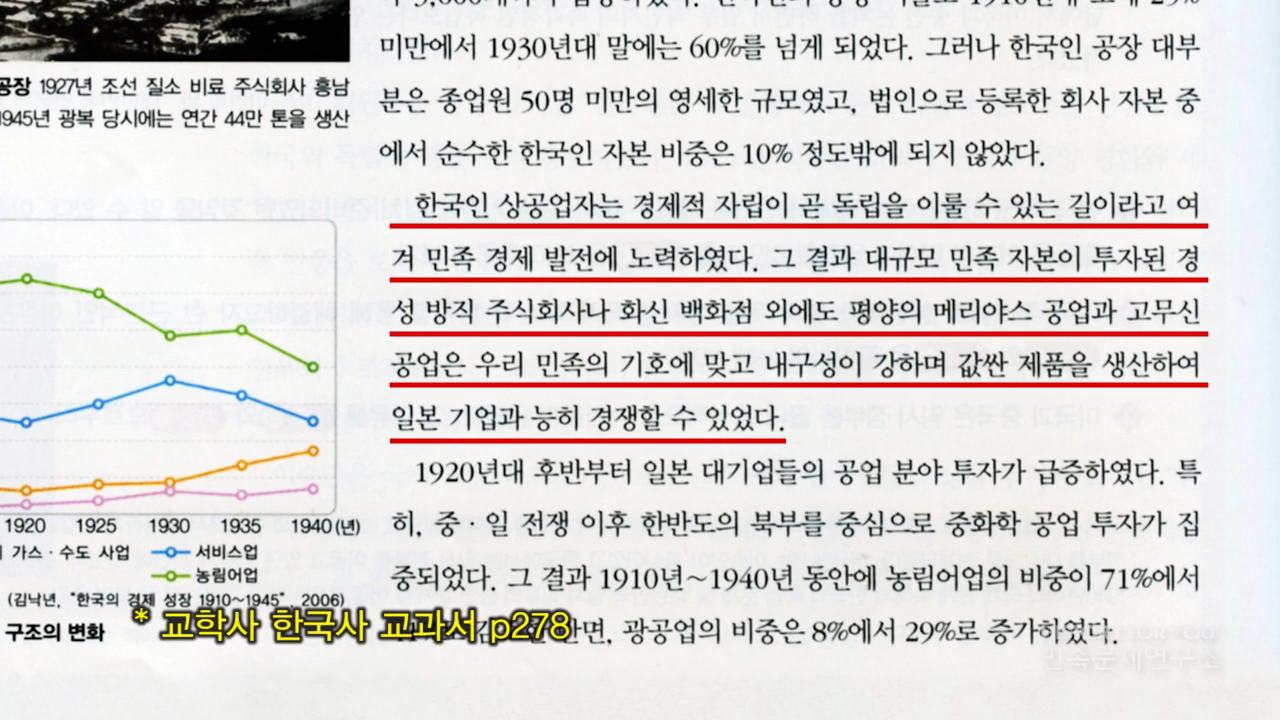 공장 1927년 조선 질소 비료 주식회사 흥남
1945년 광복 당시에는 연간 44만 톤을 생산
1920 1925 1930 1935 1940(년)
가스·수도 사업 서비스업
농림어업
(김낙년, “한국의 경제 성장 1910~1945” 2006)
구조의 변화
미만에서 1930년대 말에는 60%를 넘게 되었다. 그러나 한국인 공장 대부
분은 종업원 50명 미만의 영세한 규모였고, 법인으로 등록한 회사 자본 중
에서 순수한 한국인 자본 비중은 10% 정도밖에 되지 않았다.
한국인 상공업자는 경제적 자립이 곧 독립을 이룰 수 있는 길이라고 여
겨 민족 경제 발전에 노력하였다. 그 결과 대규모 민족 자본이 투자된 경
성 방직 주식회사나 화신 백화점 외에도 평양의 메리야스 공업과 고무신
공업은 우리 민족의 기호에 맞고 내구성이 강하며 값싼 제품을 생산하여
일본 기업과 능히 경쟁할 수 있었다.
1920년대 후반부터 일본 대기업들의 공업 분야 투자가 급증하였다. 특
히, 중·일 전쟁 이후 한반도의 북부를 중심으로 중화학 공업 투자가 집
중되었다. 그 결과 1910년~1940년 동안에 농림어업의 비중이 71%에서
반면, 광공업의 비중은 8%에서 29%로 증가하였다.
* 교학사 한국사 교과서 p278
민족문제연구소